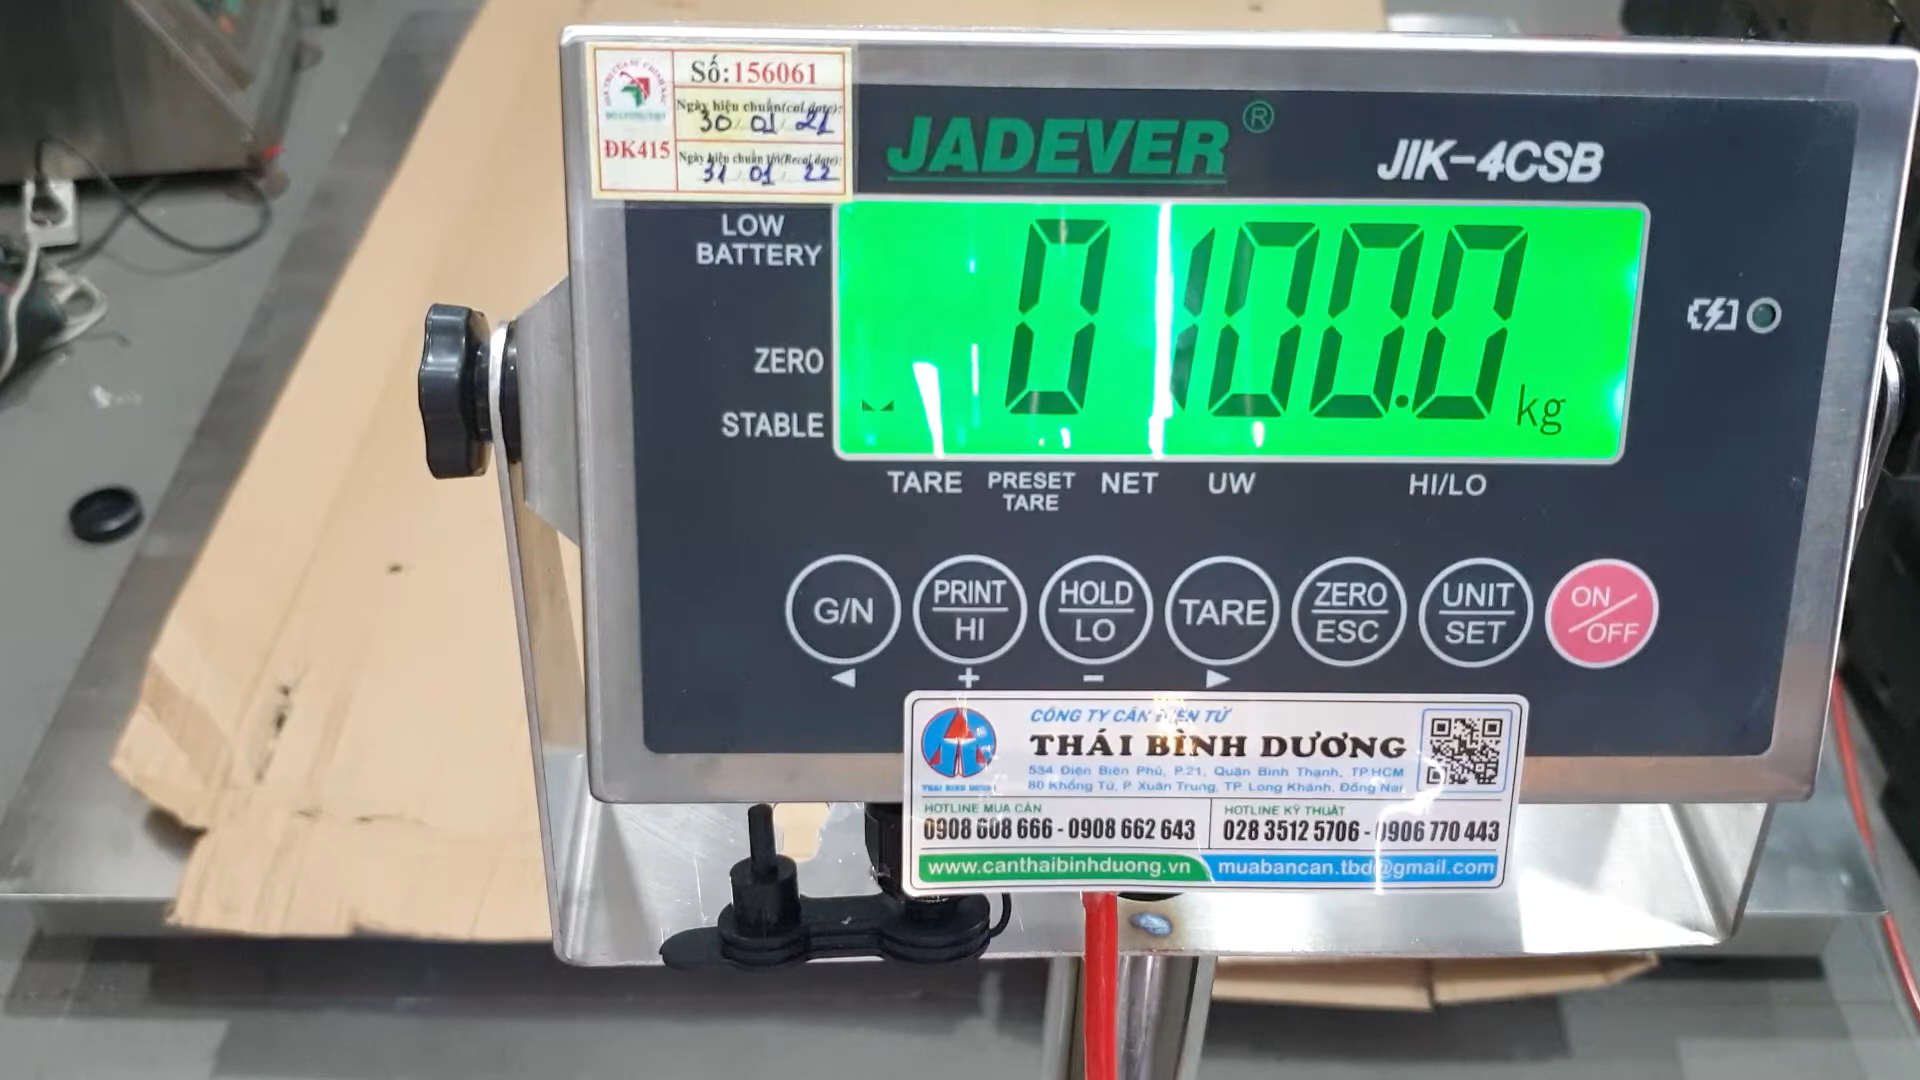 Số:156061
Ngày hiệu chuẩn(cal.date):
30 01 21
ĐK415
Ngày hiệu chuẩn tới(Recal.date):
31 01 22
JADEVER ®
JIK-4CSB
LOW
BATTERY
ZERO
STABLE
01000.0 kg
TARE
PRESET
TARE
NET
UW
HI/LO
G/N
PRINT
HI
HOLD
LO
TARE
ZERO
ESC
UNIT
SET
ON
OFF
+
−
CÔNG TY CÂN ĐIỆN TỬ
THÁI BÌNH DƯƠNG
534 Điện Biên Phủ, P.21, Quận Bình Thạnh, TP.HCM
80 Khổng Tử, P. Xuân Trung, TP. Long Khánh, Đồng Nai
THÁI BÌNH DƯƠNG
HOTLINE MUA CÂN
0908 608 666 - 0908 662 643
HOTLINE KỸ THUẬT
028 3512 5706 - 0906 770 443
www.canthaibinhduong.vn
muabancan.tbd@gmail.com